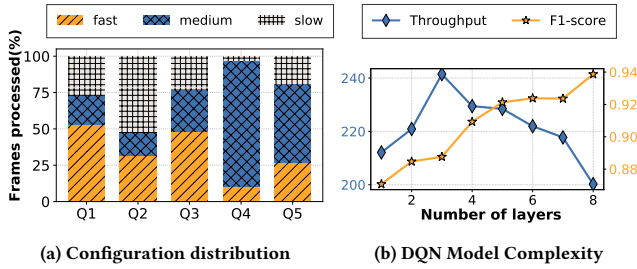 fast medium slow
Frames processed(%)
100
75
50
25
0
Q1 Q2 Q3 Q4 Q5
(a) Configuration distribution
Throughput F1-score
240
220
200
0.94
0.92
0.90
0.88
2 4 6 8
Number of layers
(b) DQN Model Complexity